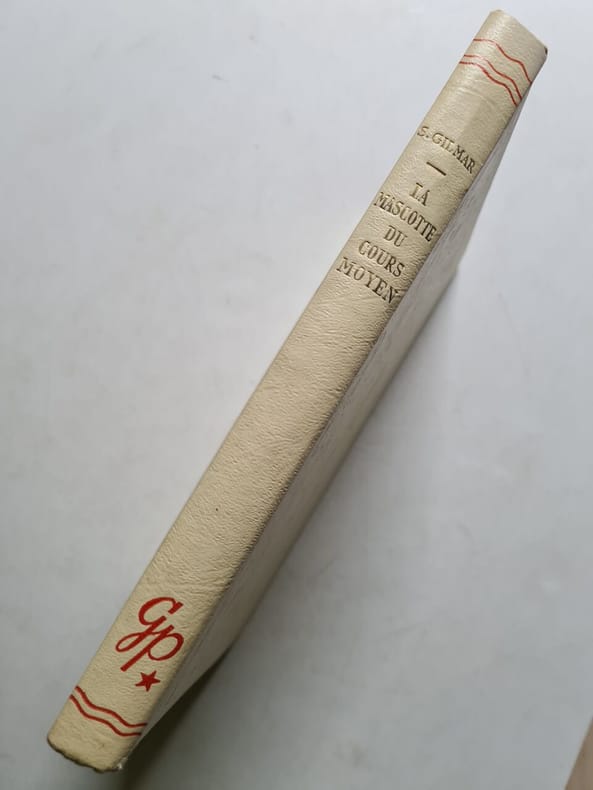 S. GILMAR
LA
MASCOTTE
DU
COURS
MOYEN
Gp